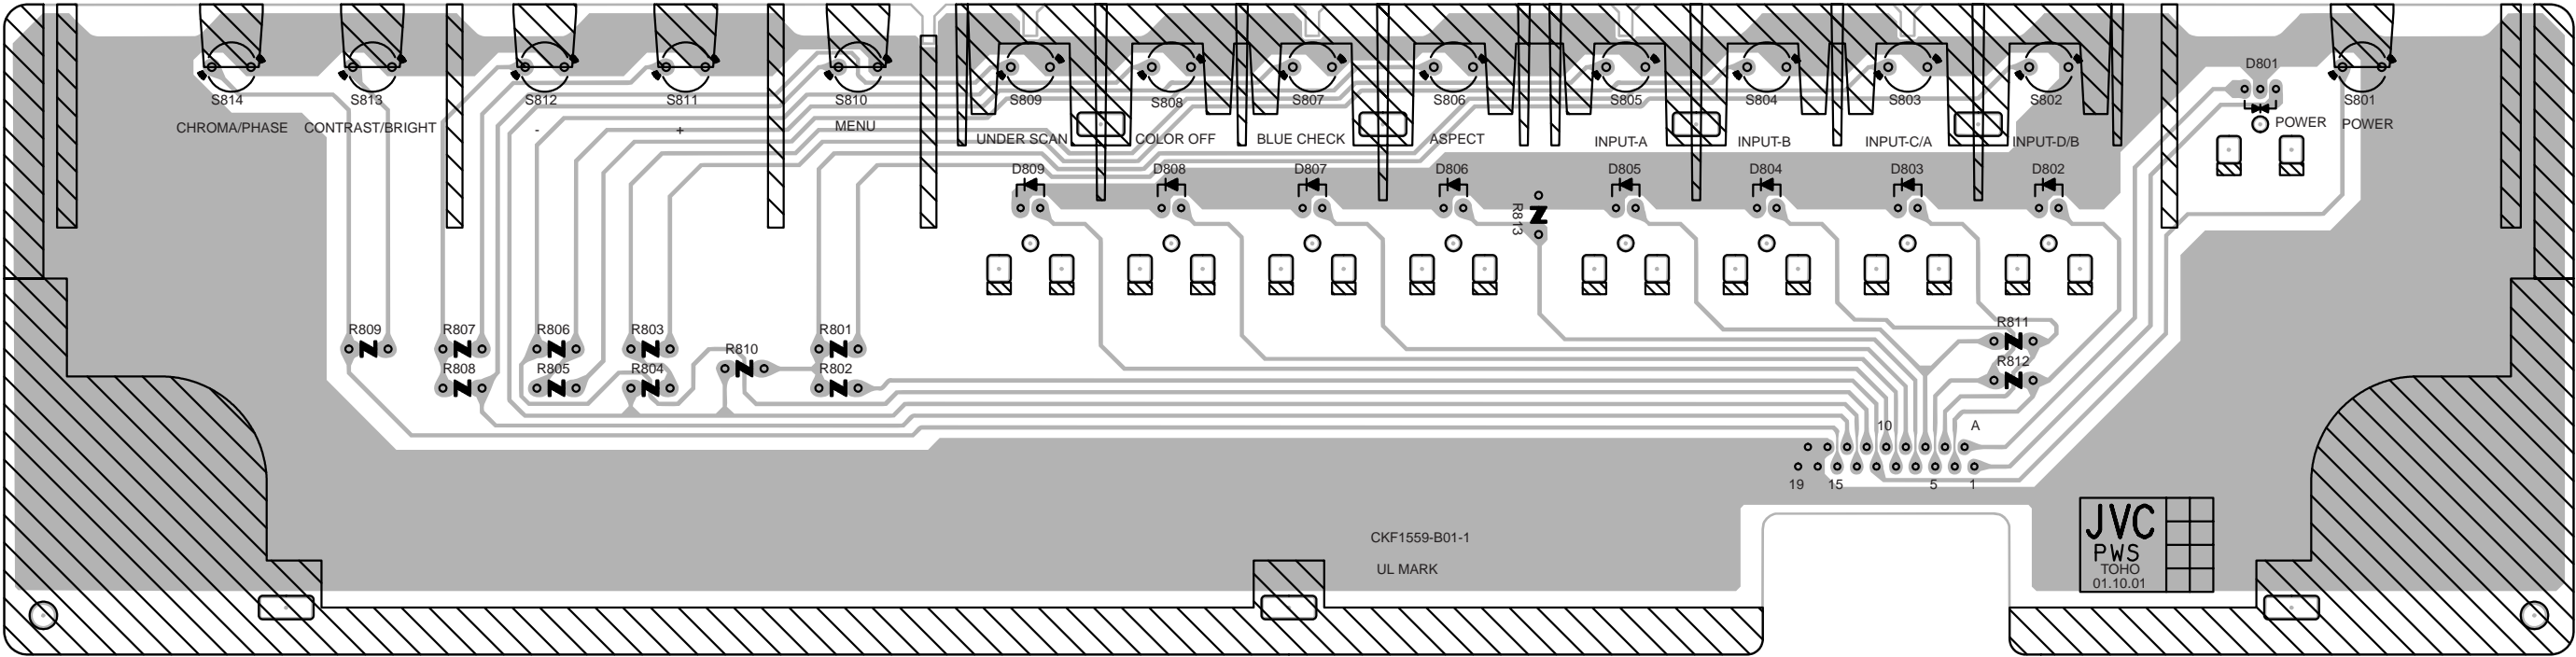 D801
S814 S813 S812 S811 S810 S809 S808 S807 S806 S805 S804 S803 S802 S801
CHROMA/PHASE CONTRAST/BRIGHT - + MENU UNDER SCAN COLOR OFF BLUE CHECK ASPECT INPUT-A INPUT-B INPUT-C/A INPUT-D/B POWER POWER
D809 D808 D807 D806 D805 D804 D803 D802
R813
R809 R807 R806 R803 R801 R811
R810
R808 R805 R804 R802 R812
10 A
19 15 5 1
CKF1559-B01-1
UL MARK
JVC
PWS
TOHO
01.10.01